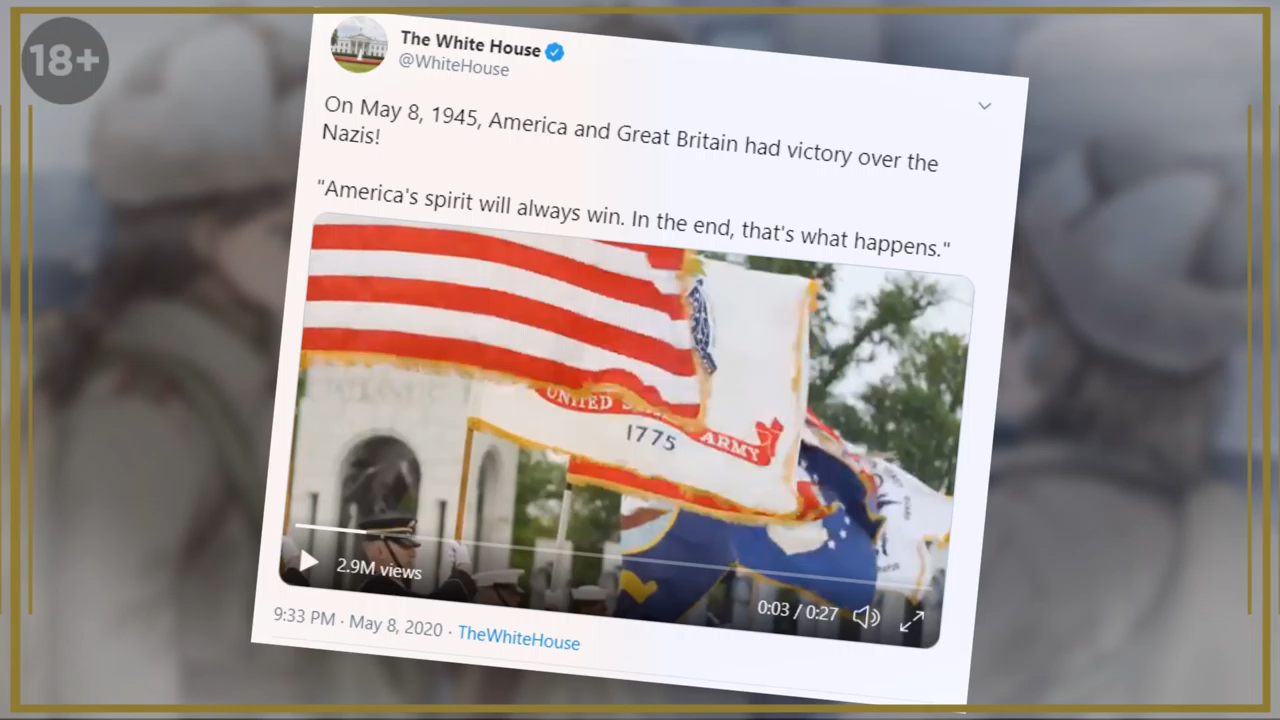 18+
The White House
@WhiteHouse
On May 8, 1945, America and Great Britain had victory over the
Nazis!
"America's spirit will always win. In the end, that's what happens."
UNITED
ARMY
1775
2.9M views
0:03 / 0:27
9:33 PM · May 8, 2020 · TheWhiteHouse